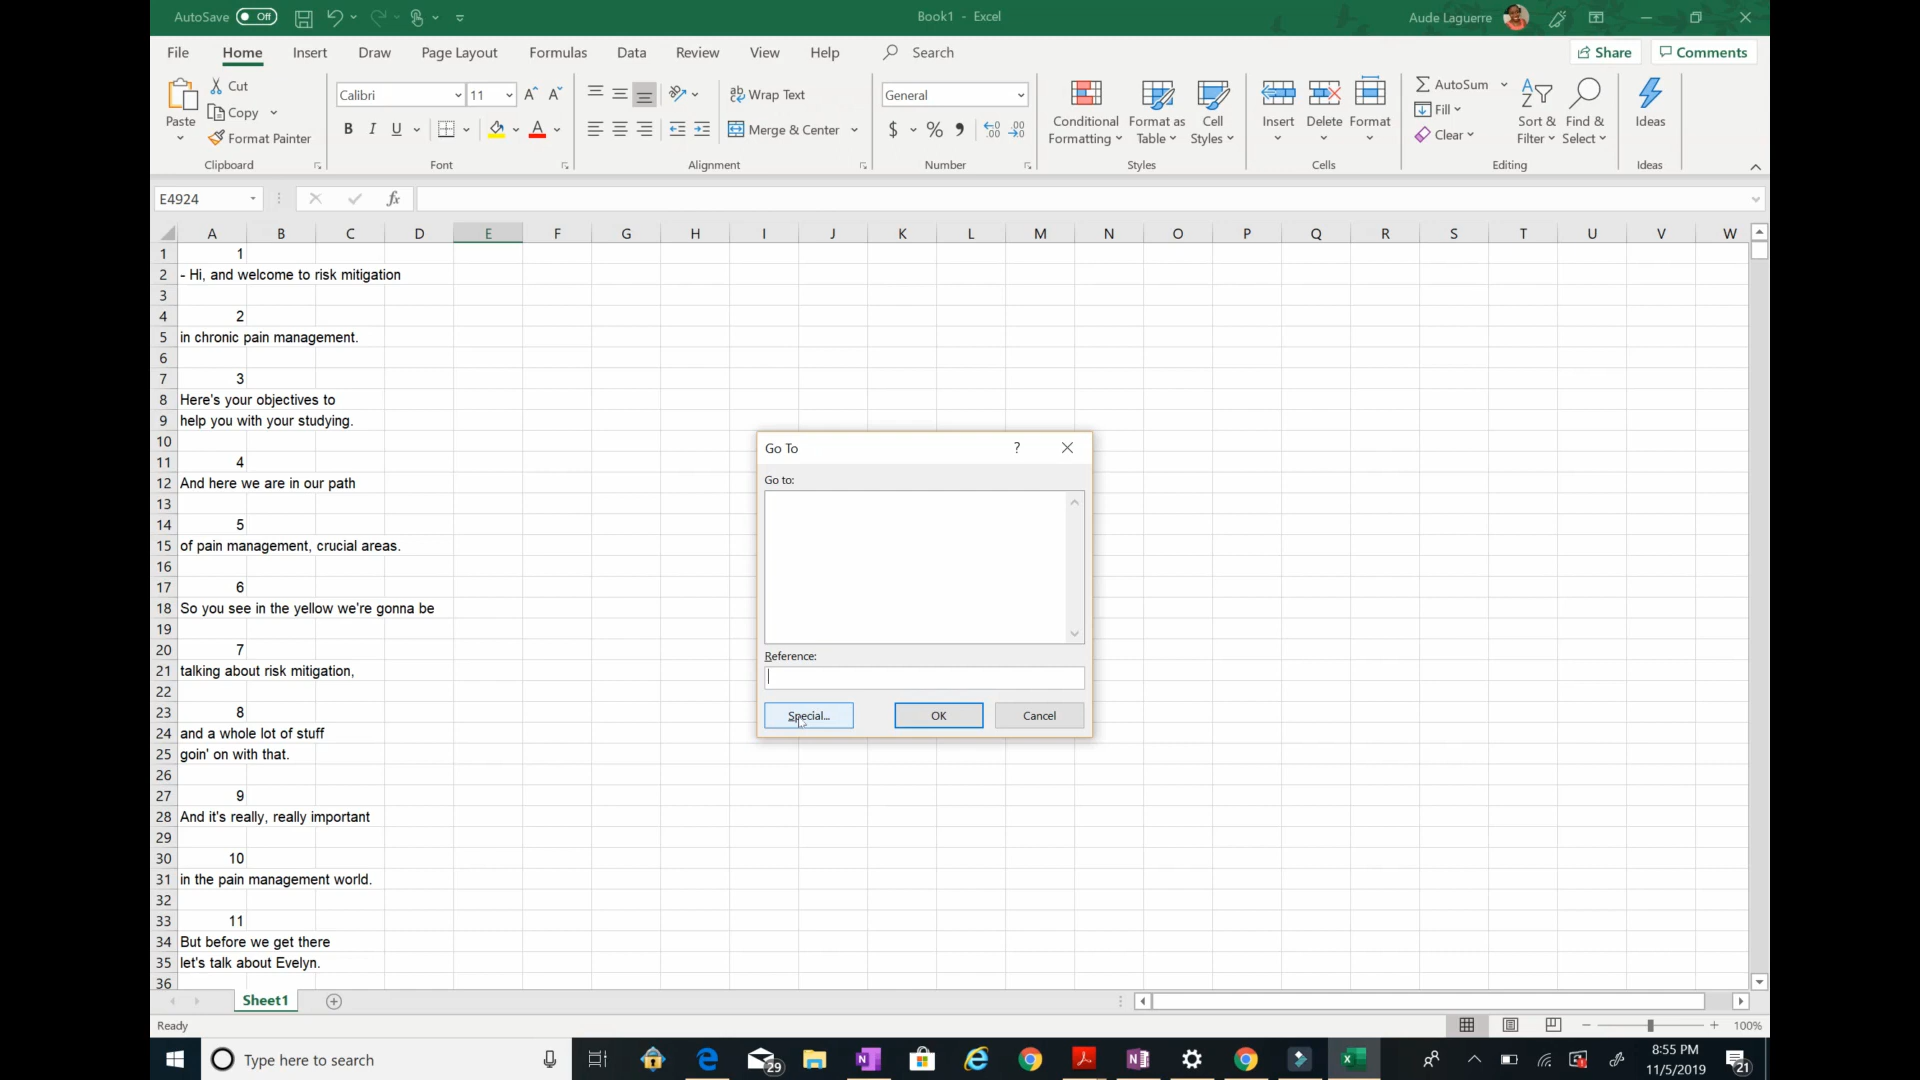 AutoSave Off
Book1 - Excel
Aude Laguerre
File Home Insert Draw Page Layout Formulas Data Review View Help Search
Share Comments
Paste
Cut
Copy
Format Painter
Clipboard
Calibri 11
B I U
Font
Wrap Text
Merge & Center
Alignment
General
$ % 9
Number
Conditional Formatting
Format as Table
Cell Styles
Styles
Insert Delete Format
Cells
AutoSum
Fill
Clear
Sort & Filter
Find & Select
Editing
Ideas
Ideas
E4924
fx
A B C D E F G H I J K L M N O P Q R S T U V W
1 1
2 - Hi, and welcome to risk mitigation
3
4 2
5 in chronic pain management.
6
7 3
8 Here's your objectives to
9 help you with your studying.
10
11 4
12 And here we are in our path
13
14 5
15 of pain management, crucial areas.
16
17 6
18 So you see in the yellow we're gonna be
19
20 7
21 talking about risk mitigation,
22
23 8
24 and a whole lot of stuff
25 goin' on with that.
26
27 9
28 And it's really, really important
29
30 10
31 in the pain management world.
32
33 11
34 But before we get there
35 let's talk about Evelyn.
36
Go To ?
Go to:
Reference:
Special...
OK
Cancel
Sheet1
Ready
100%
Type here to search
29
8:55 PM
11/5/2019
21